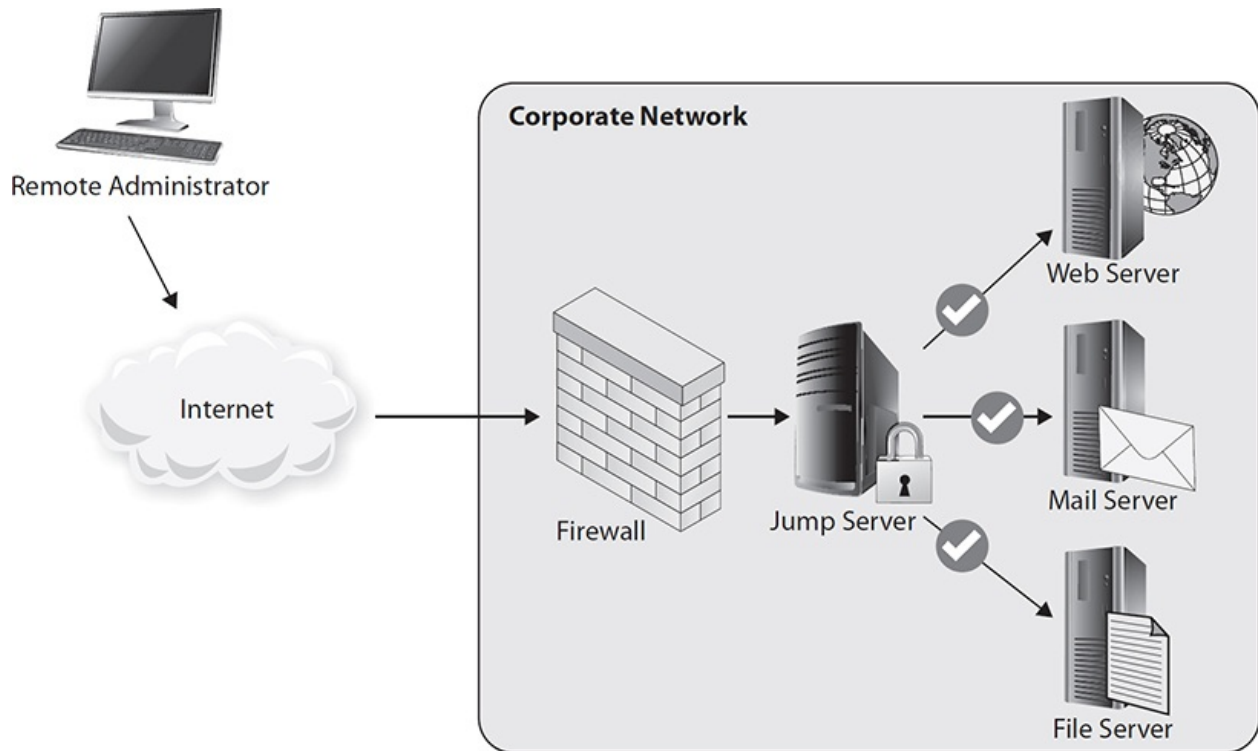 Corporate Network
Remote Administrator
Web Server
Internet
Mail Server
Jump Server
Firewall
File Server